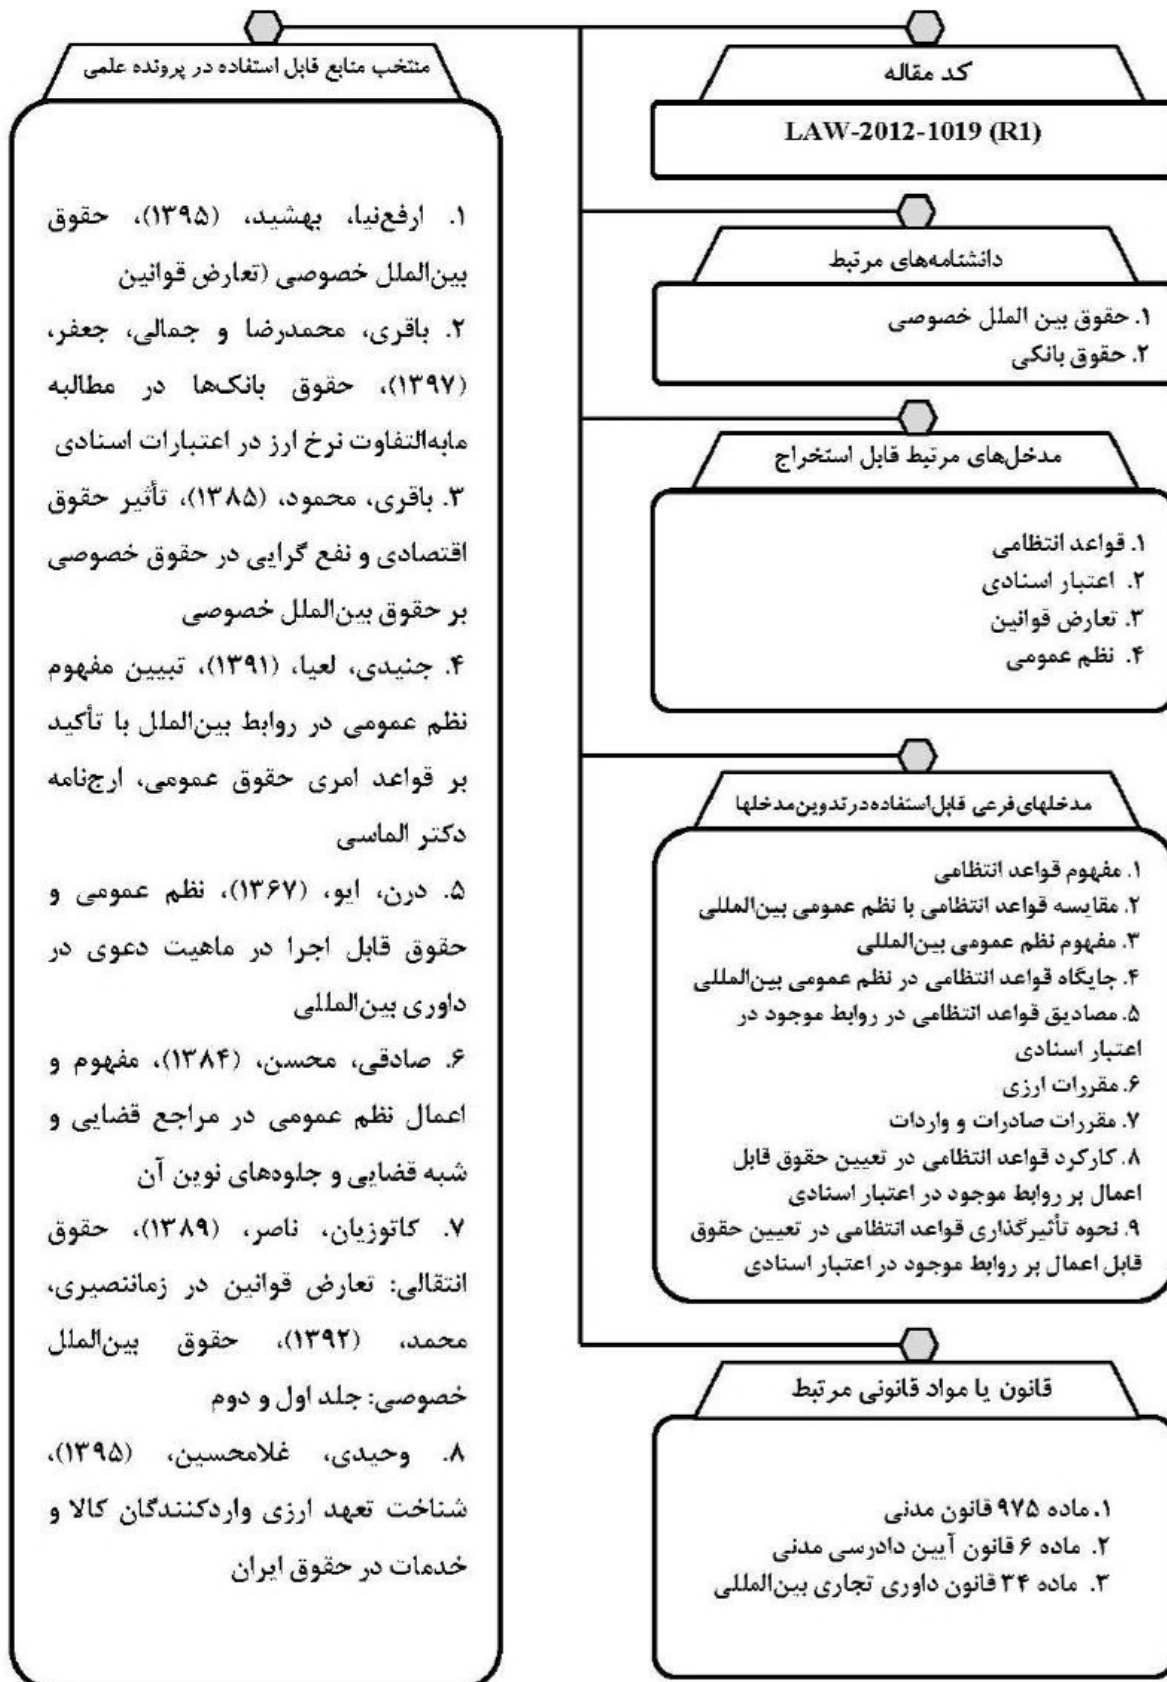 کد مقاله
LAW-2012-1019 (R1)
دانشنامه‌های مرتبط
۱. حقوق بین الملل خصوصی
۲. حقوق بانکی
مدخل‌های مرتبط قابل استخراج
۱. قواعد انتظامی
۲. اعتبار اسنادی
۳. تعارض قوانین
۴. نظم عمومی
مدخلهای فرعی قابل استفاده در تدوین مدخلها
۱. مفهوم قواعد انتظامی
۲. مقایسه قواعد انتظامی با نظم عمومی بین‌المللی
۳. مفهوم نظم عمومی بین‌المللی
۴. جایگاه قواعد انتظامی در نظم عمومی بین‌المللی
۵. مصادیق قواعد انتظامی در روابط موجود در
اعتبار اسنادی
۶. مقررات ارزی
۷. مقررات صادرات و واردات
۸. کارکرد قواعد انتظامی در تعیین حقوق قابل
اعمال بر روابط موجود در اعتبار اسنادی
۹. نحوه تأثیرگذاری قواعد انتظامی در تعیین حقوق
قابل اعمال بر روابط موجود در اعتبار اسنادی
قانون یا مواد قانونی مرتبط
۱. ماده ۹۷۵ قانون مدنی
۲. ماده ۶ قانون آیین دادرسی مدنی
۳. ماده ۳۴ قانون داوری تجاری بین‌المللی
منتخب منابع قابل استفاده در پرونده علمی
۱. ارفع‌نیا، بهشید، (۱۳۹۵)، حقوق
بین‌الملل خصوصی (تعارض قوانین
۲. باقری، محمدرضا و جمالی، جعفر،
(۱۳۹۷)، حقوق بانک‌ها در مطالبه
مابه‌التفاوت نرخ ارز در اعتبارات اسنادی
۳. باقری، محمود، (۱۳۸۵)، تأثیر حقوق
اقتصادی و نفع گرایی در حقوق خصوصی
بر حقوق بین‌الملل خصوصی
۴. جنیدی، لعیا، (۱۳۹۱)، تبیین مفهوم
نظم عمومی در روابط بین‌الملل با تأکید
بر قواعد امری حقوق عمومی، ارج‌نامه
دکتر الماسی
۵. درن، ایو، (۱۳۶۷)، نظم عمومی و
حقوق قابل اجرا در ماهیت دعوی در
داوری بین‌المللی
۶. صادقی، محسن، (۱۳۸۴)، مفهوم و
اعمال نظم عمومی در مراجع قضایی و
شبه قضایی و جلوه‌های نوین آن
۷. کاتوزیان، ناصر، (۱۳۸۹)، حقوق
انتقالی: تعارض قوانین در زماننصیری،
محمد، (۱۳۹۲)، حقوق بین‌الملل
خصوصی: جلد اول و دوم
۸. وحیدی، غلامحسین، (۱۳۹۵)،
شناخت تعهد ارزی واردکنندگان کالا و
خدمات در حقوق ایران